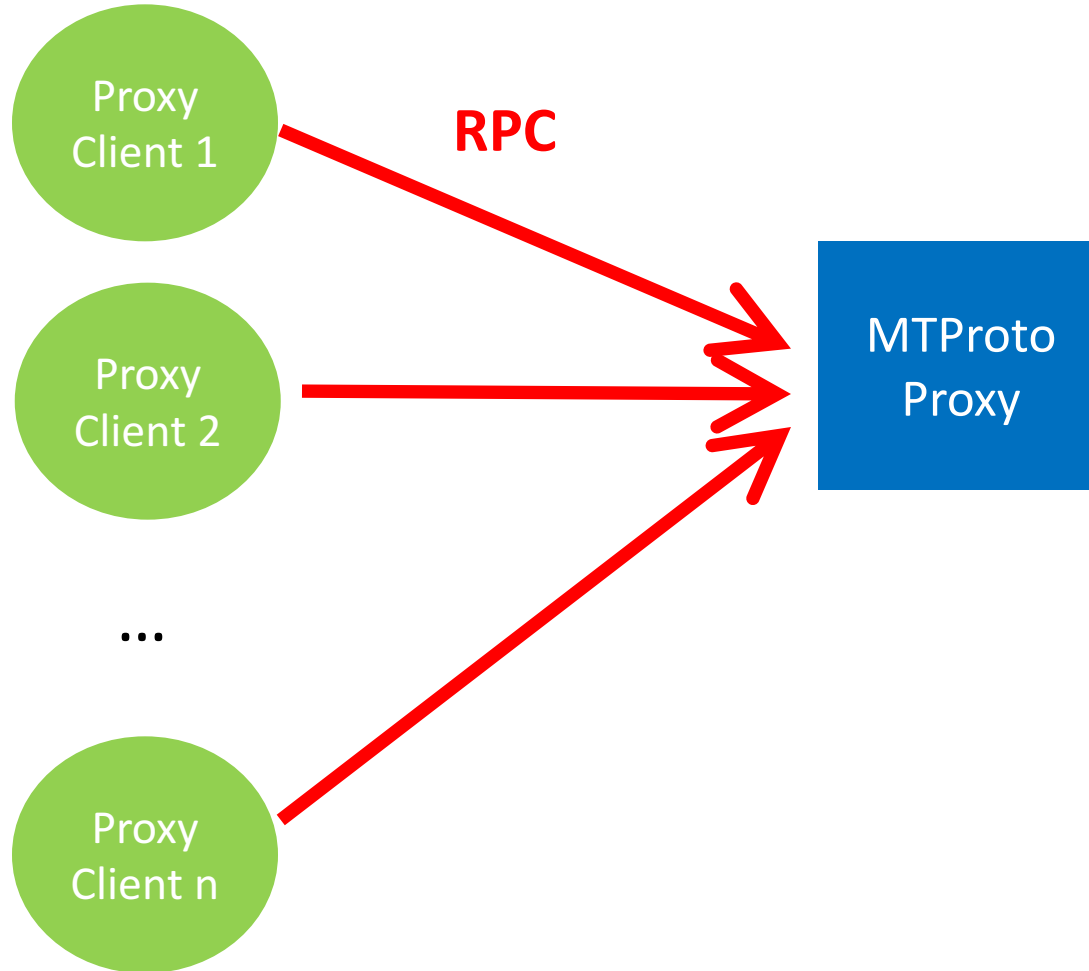 Proxy
Client 1
RPC
Proxy
Client 2
MTProto
Proxy
...
Proxy
Client n